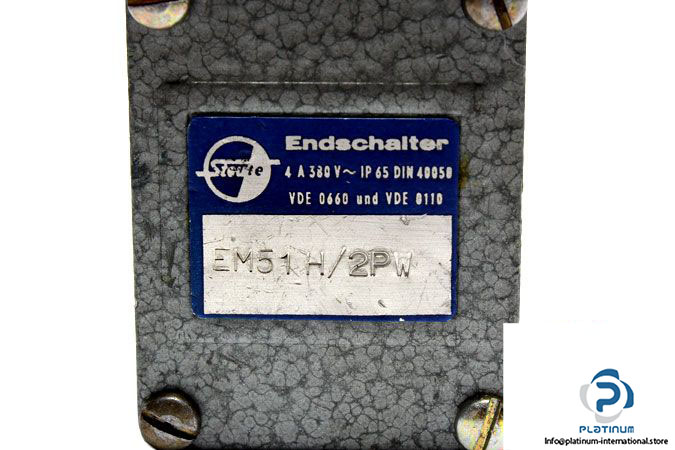 Endschalter
Stoute
4 A 380 V~ IP 65 DIN 40050
VDE 0660 und VDE 0110
EM51 H/2PW
PLATINUM
Info@platinum-international.store